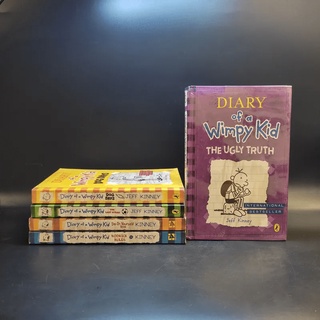 DIARY
of a
Wimpy Kid
THE UGLY TRUTH
INTERNATIONAL
BESTSELLER
Jeff Kinney
Diary of a Wimpy Kid
JEFF KINNEY
Diary of a Wimpy Kid
JEFF KINNEY
Diary of a Wimpy Kid
JEFF KINNEY
Diary of a Wimpy Kid
KINNEY